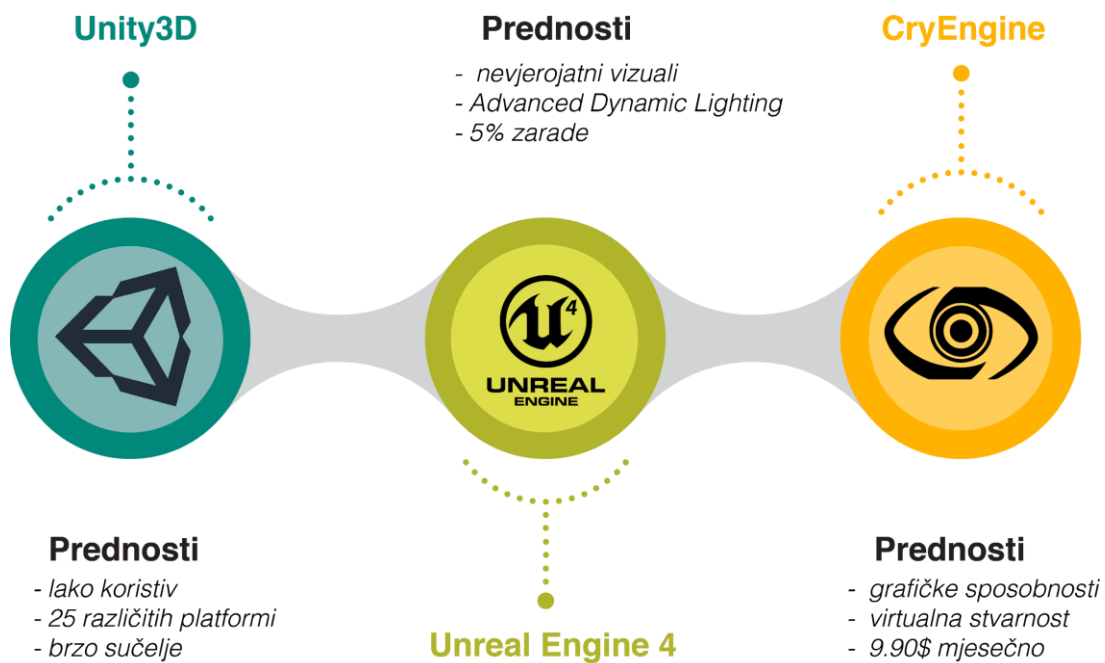 Unity3D
Prednosti
- nevjerojatni vizuali
- Advanced Dynamic Lighting
- 5% zarade
CryEngine
U 4
UNREAL
ENGINE
Prednosti
- lako koristiv
- 25 različitih platformi
- brzo sučelje
Unreal Engine 4
Prednosti
- grafičke sposobnosti
- virtualna stvarnost
- 9.90$ mjesečno